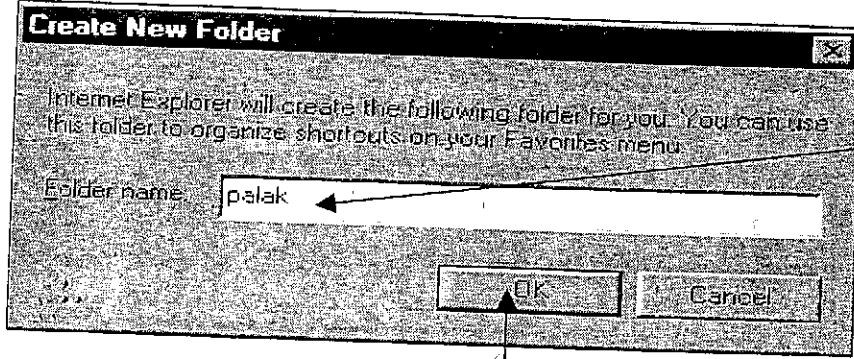 Create New Folder
Internet Explorer will create the following folder for you. You can use
this folder to organize shortcuts on your Favorites menu.
Folder name: palak
OK Cancel